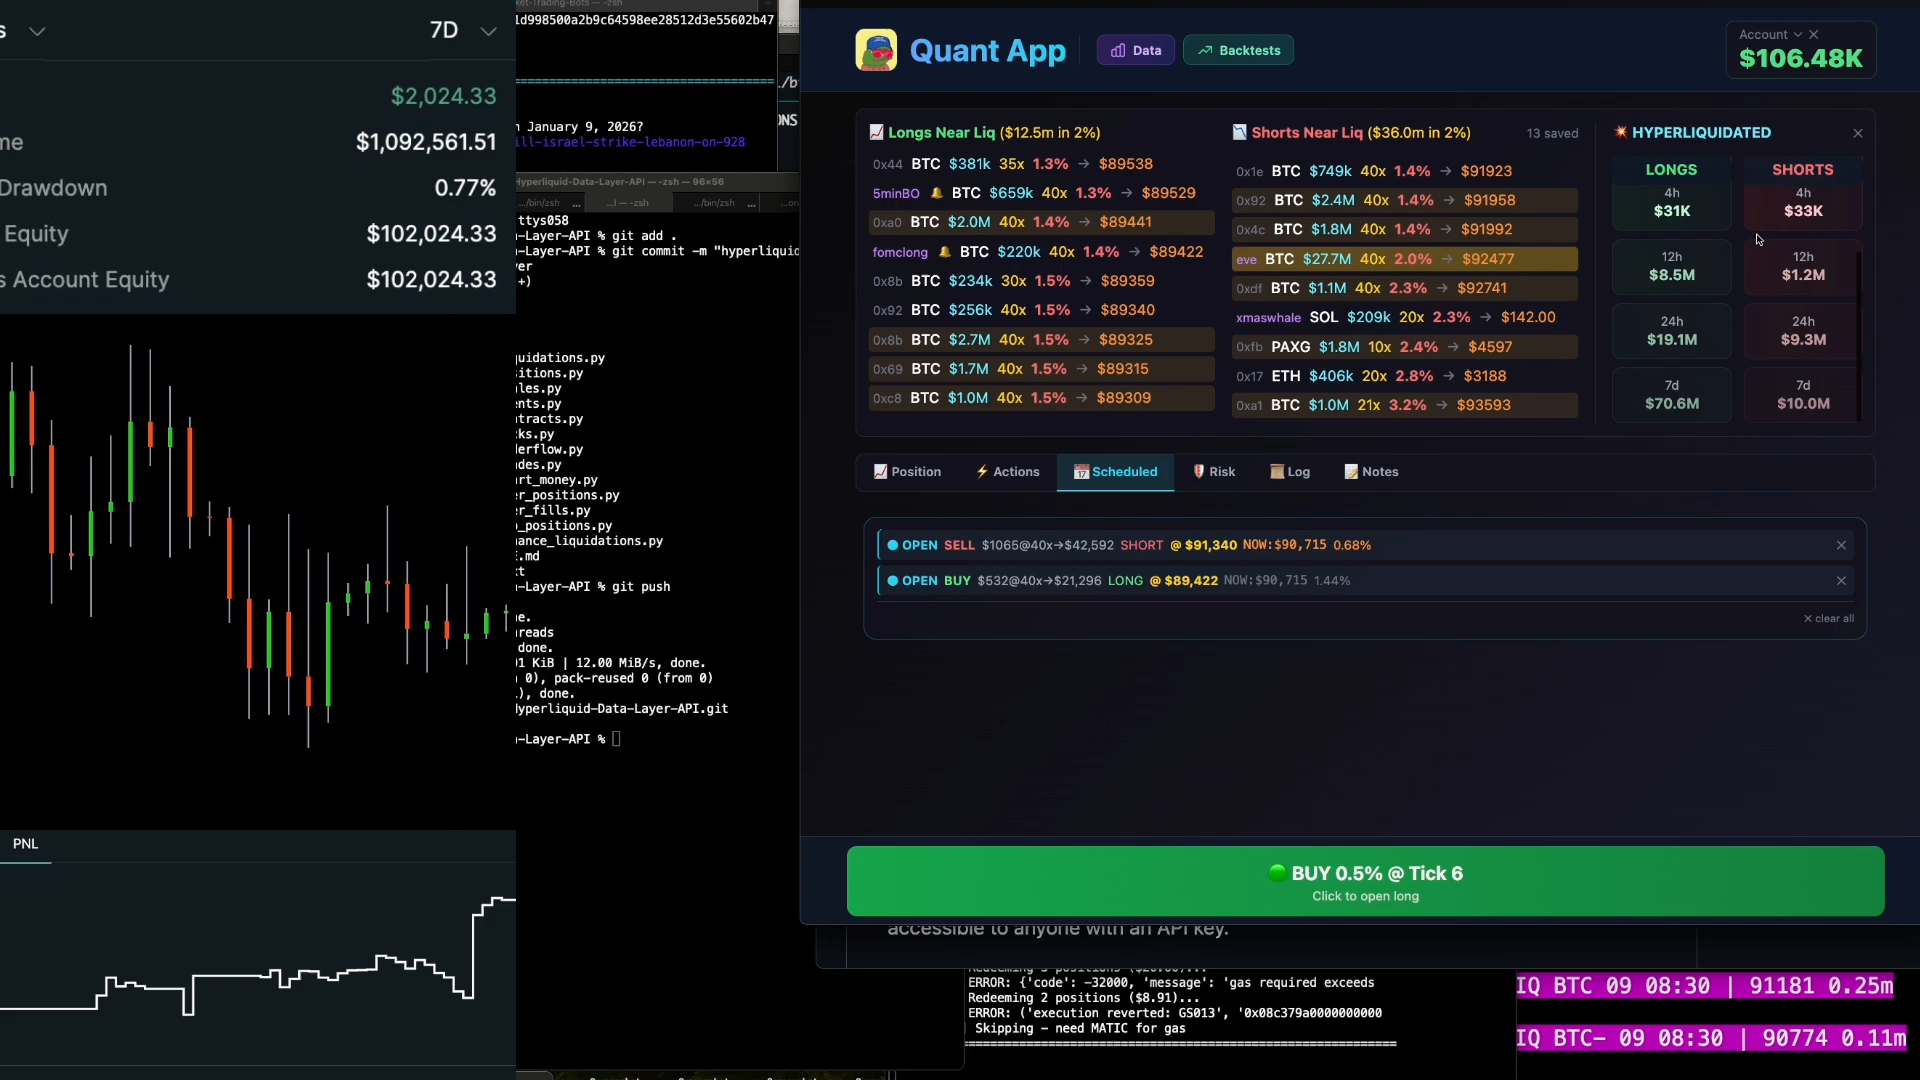 s
7D
$2,024.33
me
$1,092,561.51
Drawdown
0.77%
Equity
$102,024.33
s Account Equity
$102,024.33
PNL
ket-Trading-Bots — -zsh
1d998500a2b9c64598ee28512d3e55602b47
January 9, 2026?
ill-israel-strike-lebanon-on-928
ONS
Hyperliquid-Data-Layer-API — -zsh — 96×56
.../bin/zsh ... ...l — -zsh .../bin/zsh ... ...on
ttys058
-Layer-API % git add .
-Layer-API % git commit -m "hyperliquid
er
+)
uidations.py
itions.py
les.py
nts.py
tracts.py
ks.py
erflow.py
des.py
rt_money.py
er_positions.py
er_fills.py
_positions.py
ance_liquidations.py
E.md
t
-Layer-API % git push
e.
reads
done.
1 KiB | 12.00 MiB/s, done.
0), pack-reused 0 (from 0)
), done.
yperliquid-Data-Layer-API.git
-Layer-API %
Quant App
Data
Backtests
Account
$106.48K
Longs Near Liq ($12.5m in 2%)
0x44 BTC $381k 35x 1.3% → $89538
5minBO 🔔 BTC $659k 40x 1.3% → $89529
0xa0 BTC $2.0M 40x 1.4% → $89441
fomclong 🔔 BTC $220k 40x 1.4% → $89422
0x8b BTC $234k 30x 1.5% → $89359
0x92 BTC $256k 40x 1.5% → $89340
0x8b BTC $2.7M 40x 1.5% → $89325
0x69 BTC $1.7M 40x 1.5% → $89315
0xc8 BTC $1.0M 40x 1.5% → $89309
Shorts Near Liq ($36.0m in 2%) 13 saved
0x1e BTC $749k 40x 1.4% → $91923
0x92 BTC $2.4M 40x 1.4% → $91958
0x4c BTC $1.8M 40x 1.4% → $91992
eve BTC $27.7M 40x 2.0% → $92477
0xdf BTC $1.1M 40x 2.3% → $92741
xmaswhale SOL $209k 20x 2.3% → $142.00
0xfb PAXG $1.8M 10x 2.4% → $4597
0x17 ETH $406k 20x 2.8% → $3188
0xa1 BTC $1.0M 21x 3.2% → $93593
HYPERLIQUIDATED
LONGS SHORTS
4h 4h
$31K $33K
12h 12h
$8.5M $1.2M
24h 24h
$19.1M $9.3M
7d 7d
$70.6M $10.0M
Position
Actions
Scheduled
Risk
Log
Notes
OPEN SELL $1065@40x→$42,592 SHORT @ $91,340 NOW:$90,715 0.68%
OPEN BUY $532@40x→$21,296 LONG @ $89,422 NOW:$90,715 1.44%
clear all
BUY 0.5% @ Tick 6
Click to open long
accessible to anyone with an API key.
ERROR: {'code': -32000, 'message': 'gas required exceeds
Redeeming 2 positions ($8.91)...
ERROR: ('execution reverted: GS013', '0x08c379a0000000000
Skipping - need MATIC for gas
IQ BTC 09 08:30 | 91181 0.25m
IQ BTC- 09 08:30 | 90774 0.11m